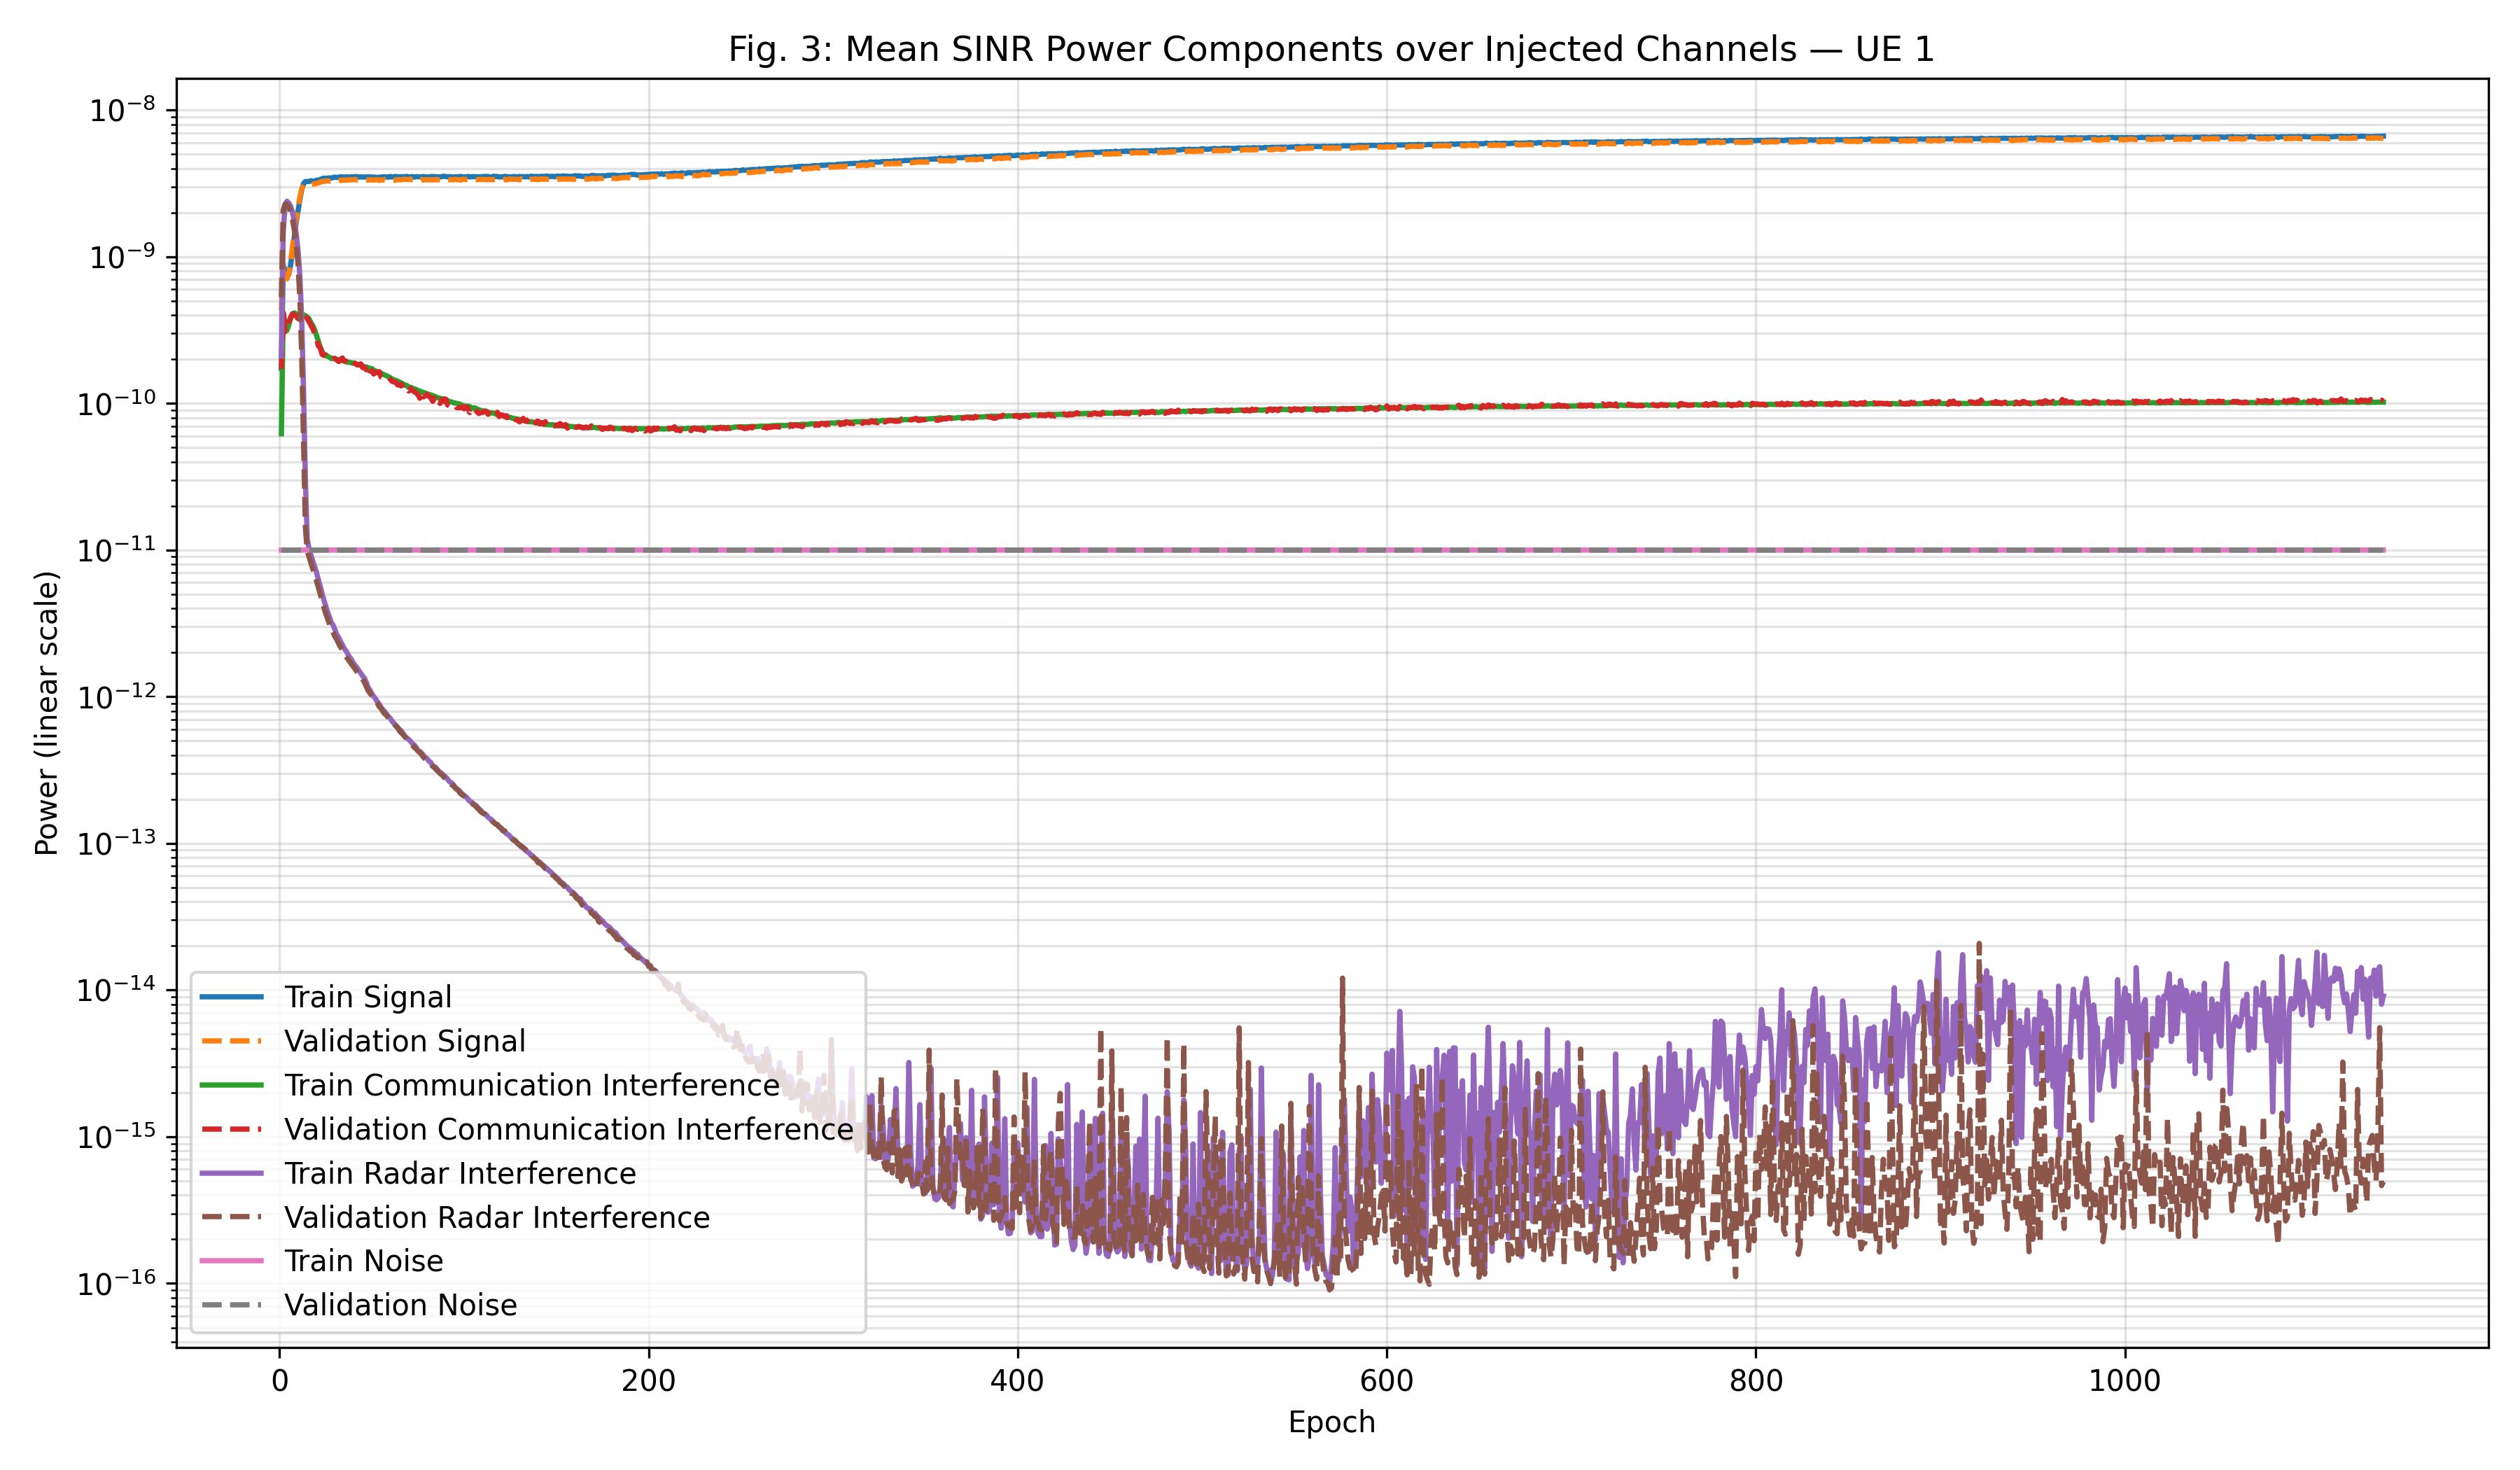 Fig. 3: Mean SINR Power Components over Injected Channels — UE 1
Power (linear scale)
10⁻⁸
10⁻⁹
10⁻¹⁰
10⁻¹¹
10⁻¹²
10⁻¹³
10⁻¹⁴
10⁻¹⁵
10⁻¹⁶
Train Signal
Validation Signal
Train Communication Interference
Validation Communication Interference
Train Radar Interference
Validation Radar Interference
Train Noise
Validation Noise
0 200 400 600 800 1000
Epoch